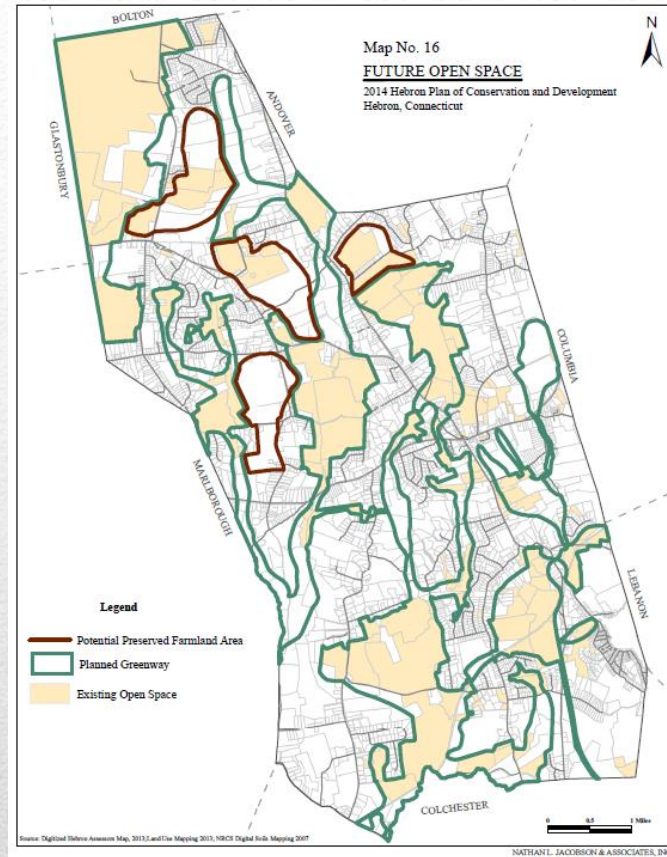 BOLTON
N
Map No. 16
FUTURE OPEN SPACE
2014 Hebron Plan of Conservation and Development
Hebron, Connecticut
ANDOVER
GLASTONBURY
COLUMBIA
MARLBOROUGH
LEBANON
Legend
Potential Preserved Farmland Area
Planned Greenway
Existing Open Space
COLCHESTER
0 0.5 1 Miles
Source: Digitized Hebron Assessors Map, 2013; Land Use Mapping 2013; NRCS Digital Soils Mapping 2007
NATHAN L. JACOBSON & ASSOCIATES, INC